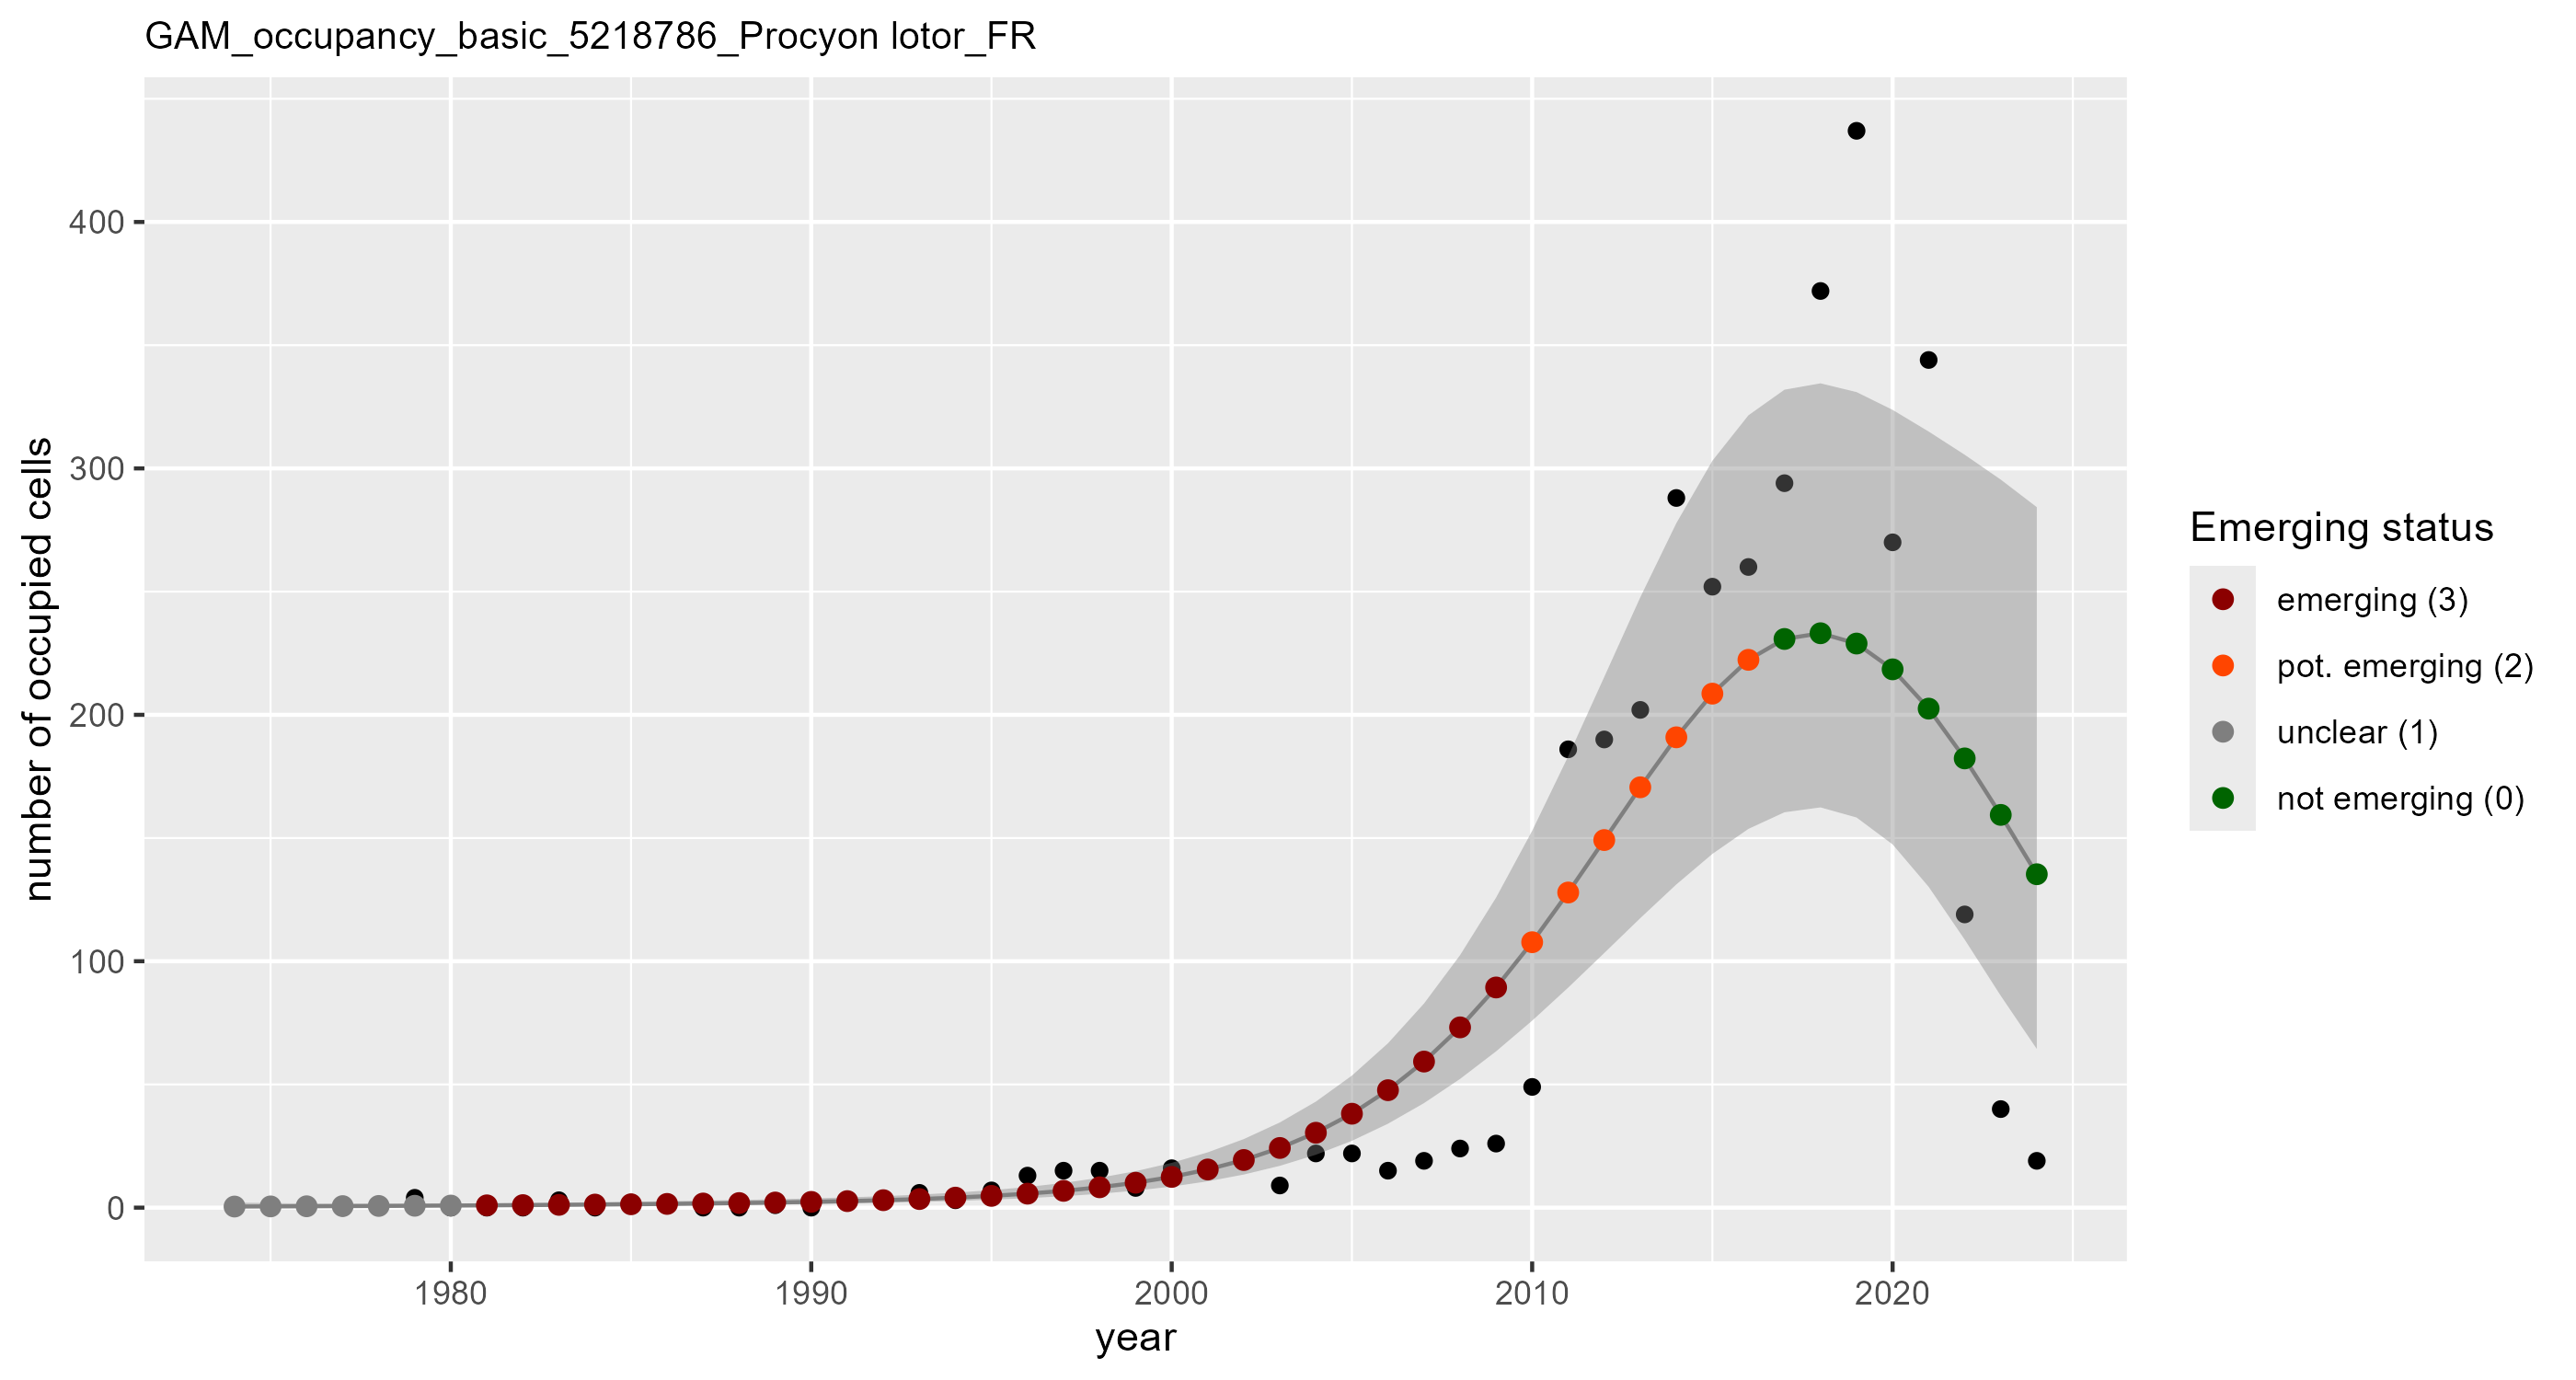 GAM_occupancy_basic_5218786_Procyon lotor_FR
number of occupied cells
400
300
200
100
0
1980
1990
2000
2010
2020
year
Emerging status
emerging (3)
pot. emerging (2)
unclear (1)
not emerging (0)